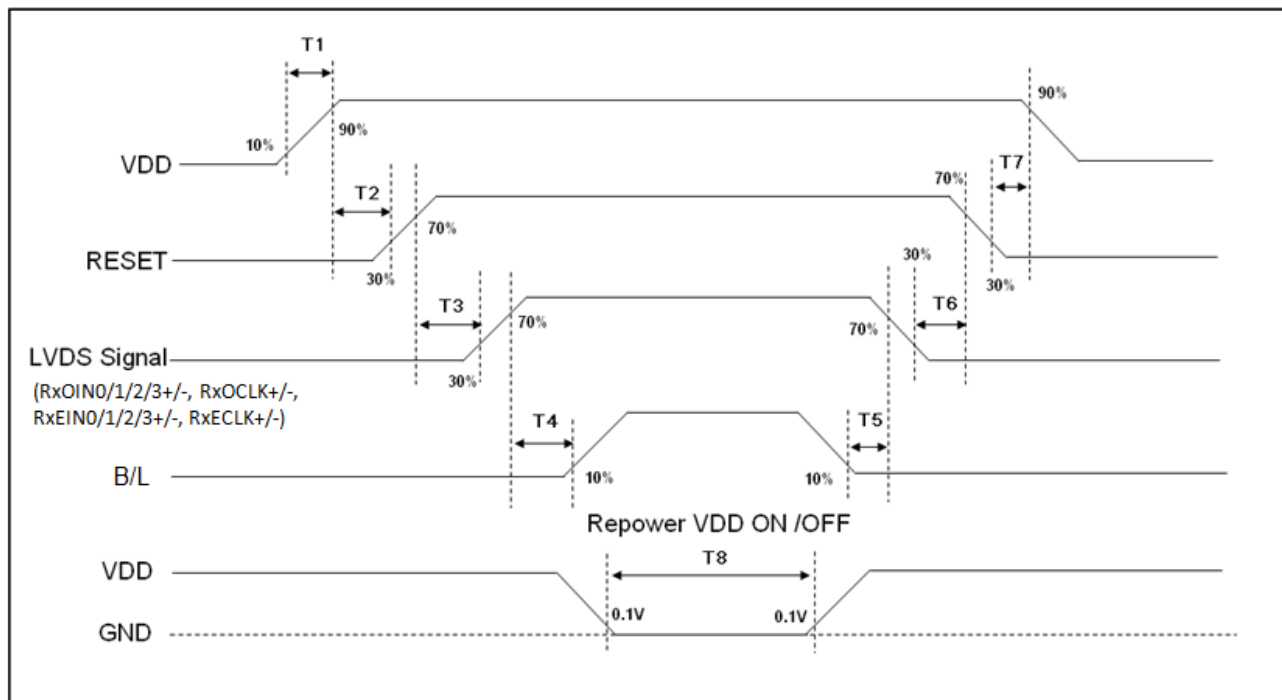 T1
90%
10%
90%
VDD
T2
70%
T7
70%
RESET
30%
30%
30%
T3
T6
70%
70%
LVDS Signal
30%
(RxOIN0/1/2/3+/-, RxOCLK+/-,
RxEIN0/1/2/3+/-, RxECLK+/-)
T4
T5
B/L
10%
10%
Repower VDD ON /OFF
T8
VDD
0.1V
0.1V
GND